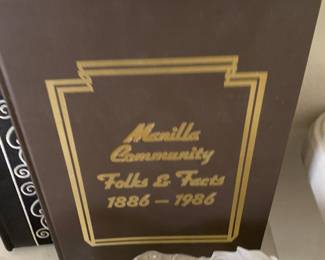 Manilla
Community
Folks & Facts
1886 - 1986